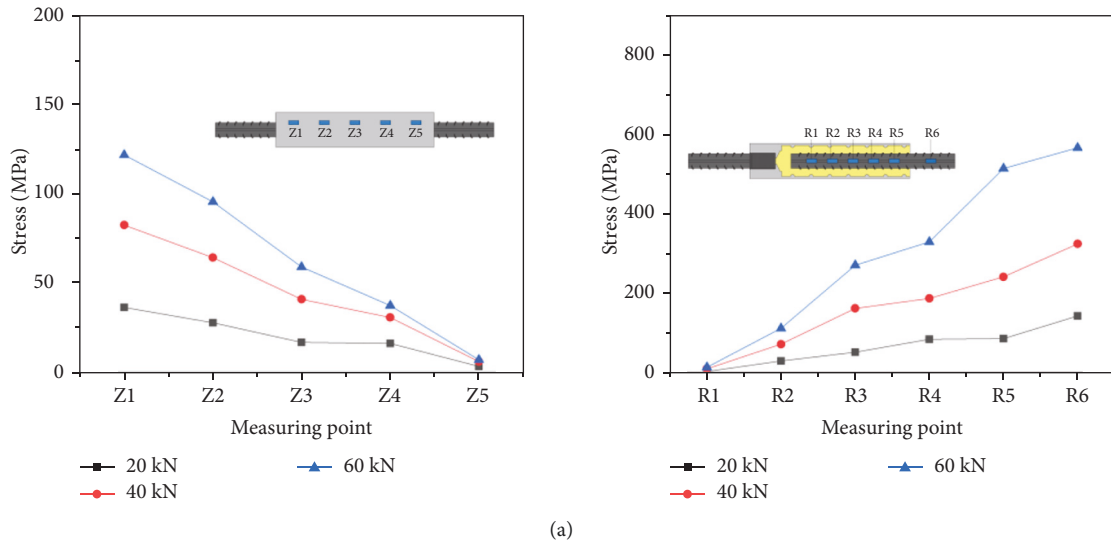 200
150
100
50
0
Stress (MPa)
Z1 Z2 Z3 Z4 Z5
Z1 Z2 Z3 Z4 Z5
Measuring point
20 kN
40 kN
60 kN
800
600
400
200
0
Stress (MPa)
R1 R2 R3 R4 R5 R6
R1 R2 R3 R4 R5 R6
Measuring point
20 kN
40 kN
60 kN
(a)